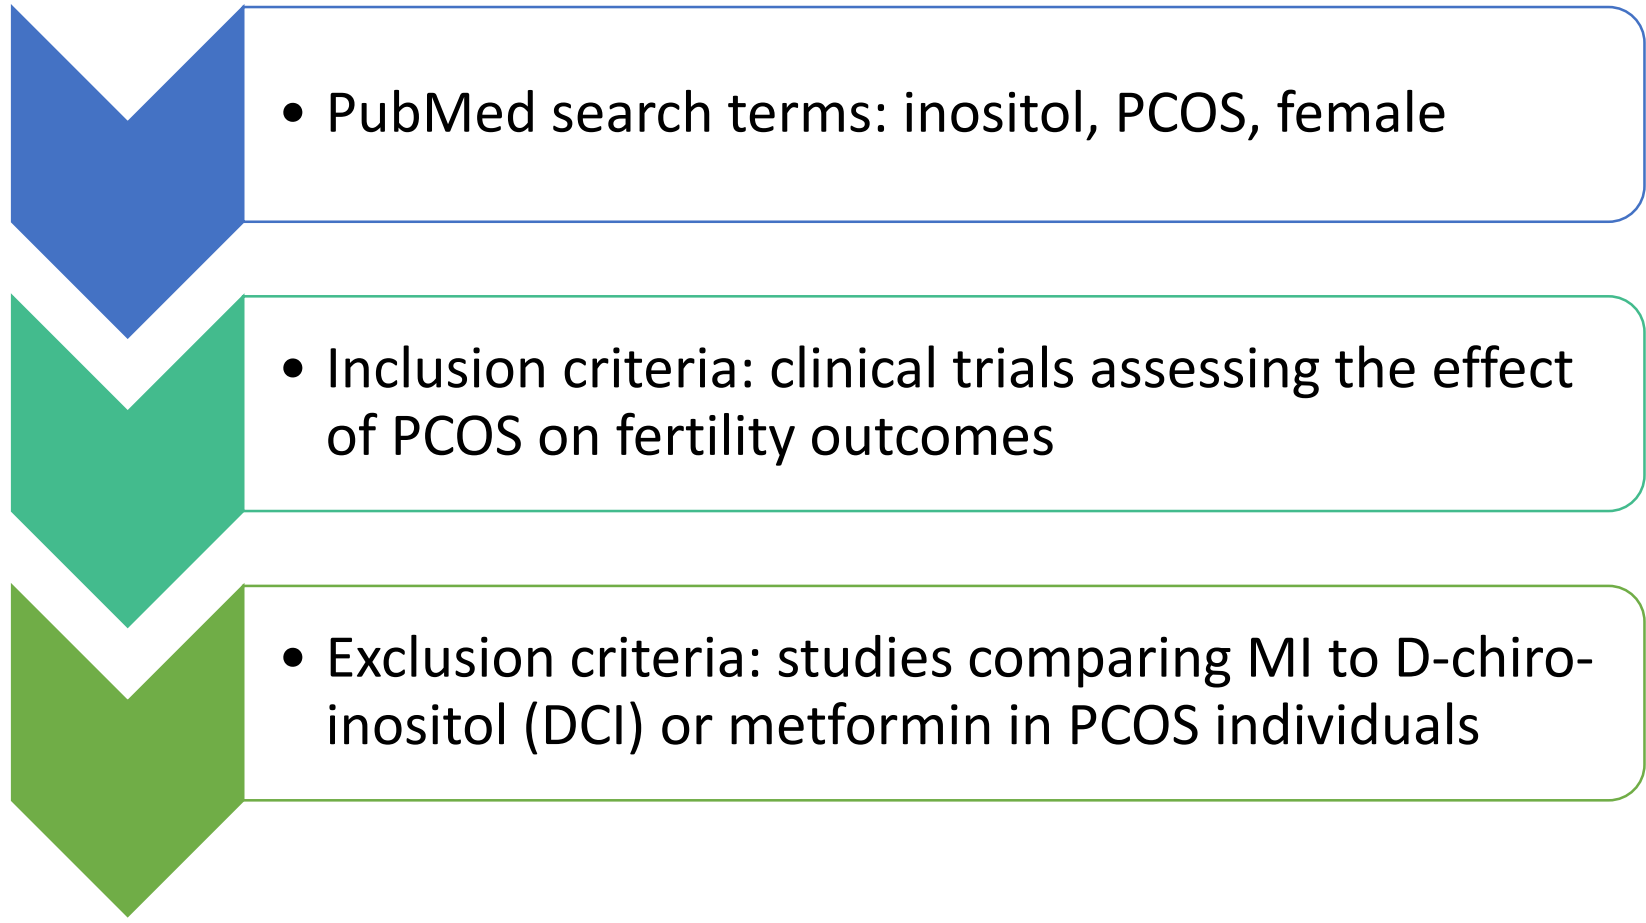 • PubMed search terms: inositol, PCOS, female
• Inclusion criteria: clinical trials assessing the effect
of PCOS on fertility outcomes
• Exclusion criteria: studies comparing MI to D-chiro-
inositol (DCI) or metformin in PCOS individuals